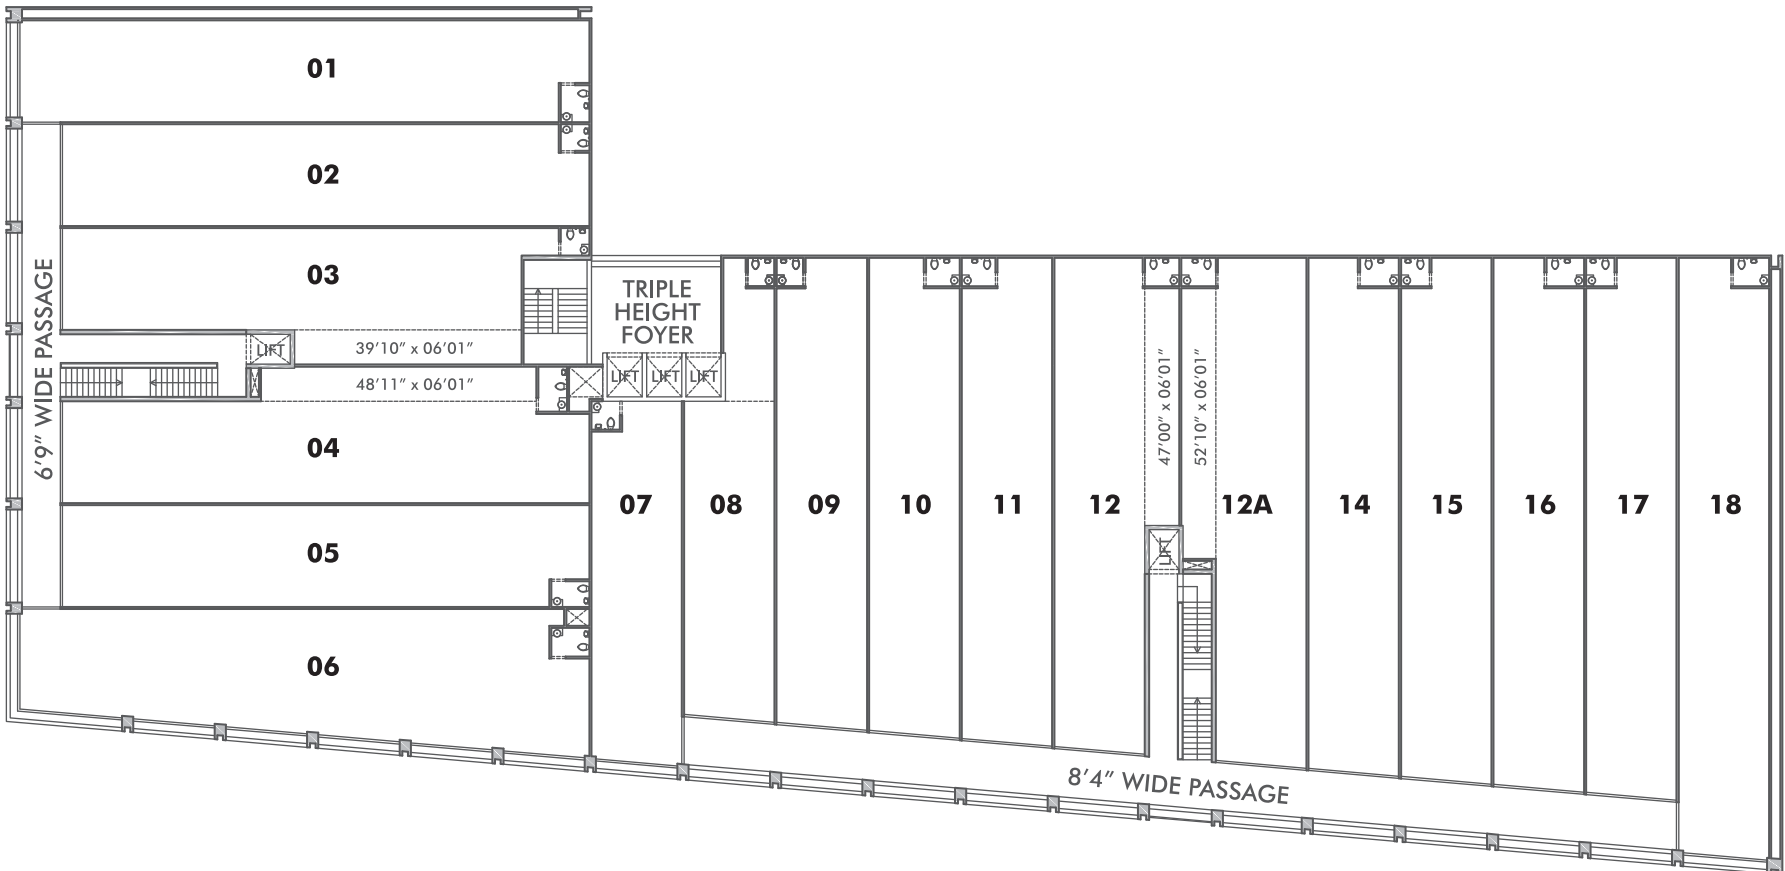 01
02
03
6'9” WIDE PASSAGE
TRIPLE
HEIGHT
FOYER
LIFT
39'10” x 06'01”
48'11” x 06'01”
LIFT
LIFT
LIFT
47'00” x 06'01”
52'10” x 06'01”
04
05
06
07
08
09
10
11
12
12A
14
15
16
17
18
LIFT
8'4” WIDE PASSAGE